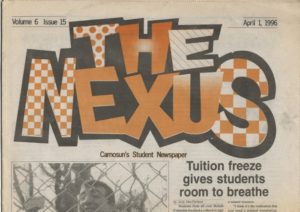 Volume 6 Issue 15
April 1, 1996
THE
NEXUS
Camosun's Student Newspaper
Tuition freeze
gives students
room to breathe